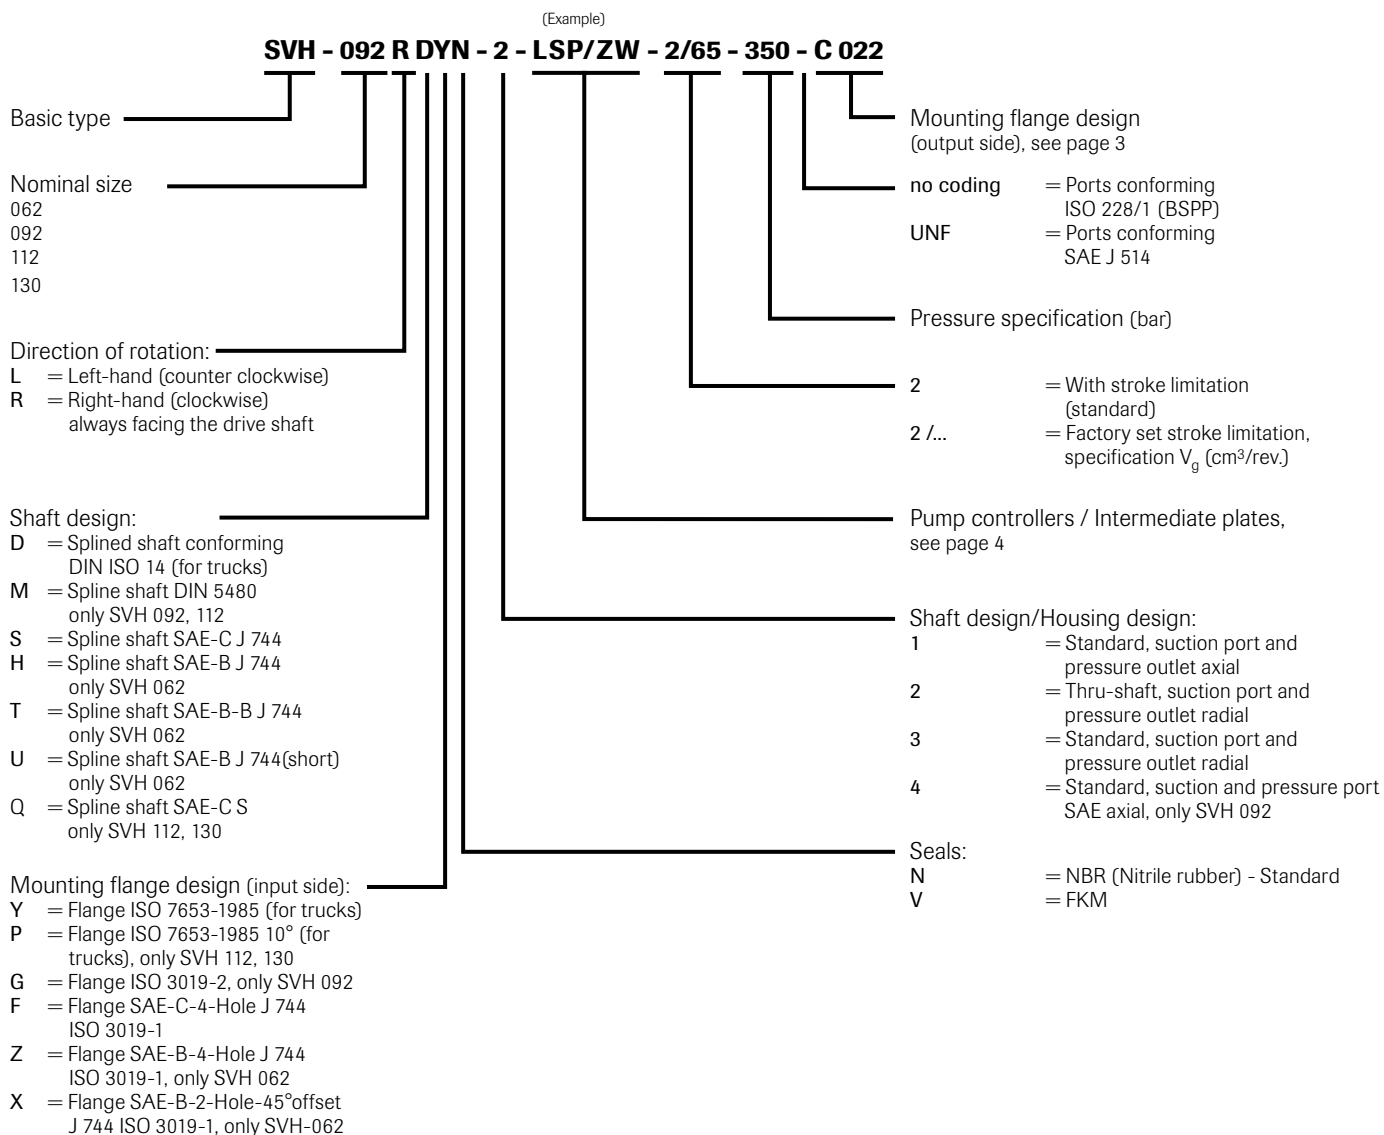 (Example)
SVH - 092 R DYN - 2 - LSP/ZW - 2/65 - 350 - C 022
Basic type
Nominal size
062
092
112
130
Direction of rotation:
L = Left-hand (counter clockwise)
R = Right-hand (clockwise)
always facing the drive shaft
Shaft design:
D = Splined shaft conforming
DIN ISO 14 (for trucks)
M = Spline shaft DIN 5480
only SVH 092, 112
S = Spline shaft SAE-C J 744
H = Spline shaft SAE-B J 744
only SVH 062
T = Spline shaft SAE-B-B J 744
only SVH 062
U = Spline shaft SAE-B J 744(short)
only SVH 062
Q = Spline shaft SAE-C S
only SVH 112, 130
Mounting flange design (input side):
Y = Flange ISO 7653-1985 (for trucks)
P = Flange ISO 7653-1985 10° (for
trucks), only SVH 112, 130
G = Flange ISO 3019-2, only SVH 092
F = Flange SAE-C-4-Hole J 744
ISO 3019-1
Z = Flange SAE-B-4-Hole J 744
ISO 3019-1, only SVH 062
X = Flange SAE-B-2-Hole-45°offset
J 744 ISO 3019-1, only SVH-062
Mounting flange design
(output side), see page 3
no coding = Ports conforming
ISO 228/1 (BSPP)
UNF = Ports conforming
SAE J 514
Pressure specification (bar)
2 = With stroke limitation
(standard)
2 /... = Factory set stroke limitation,
specification Vg (cm³/rev.)
Pump controllers / Intermediate plates,
see page 4
Shaft design/Housing design:
1 = Standard, suction port and
pressure outlet axial
2 = Thru-shaft, suction port and
pressure outlet radial
3 = Standard, suction port and
pressure outlet radial
4 = Standard, suction and pressure port
SAE axial, only SVH 092
Seals:
N = NBR (Nitrile rubber) - Standard
V = FKM